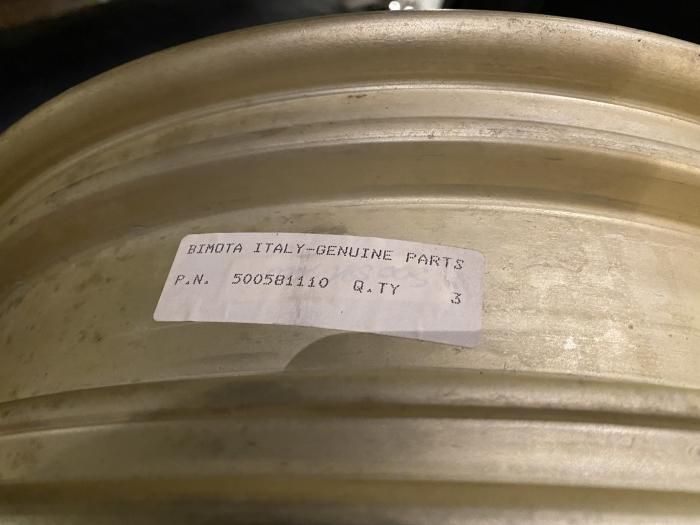 BIMOTA ITALY-GENUINE PARTS
P.N. 500581110 Q.TY 3